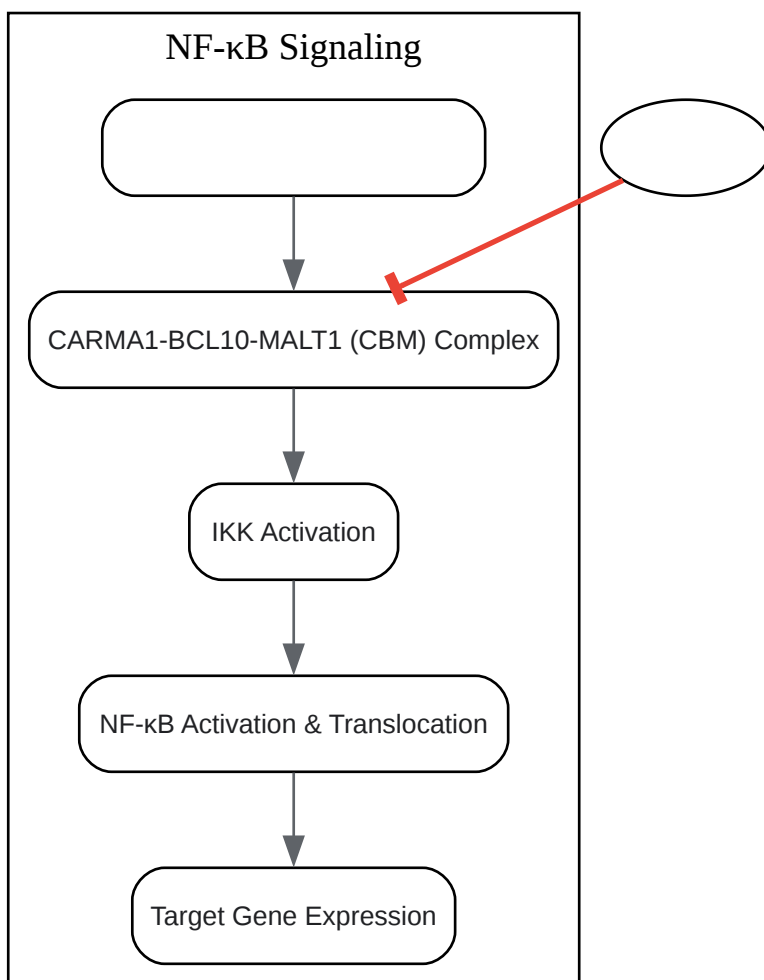 NF-κB Signaling
CARMA1-BCL10-MALT1 (CBM) Complex
IKK Activation
NF-κB Activation & Translocation
Target Gene Expression